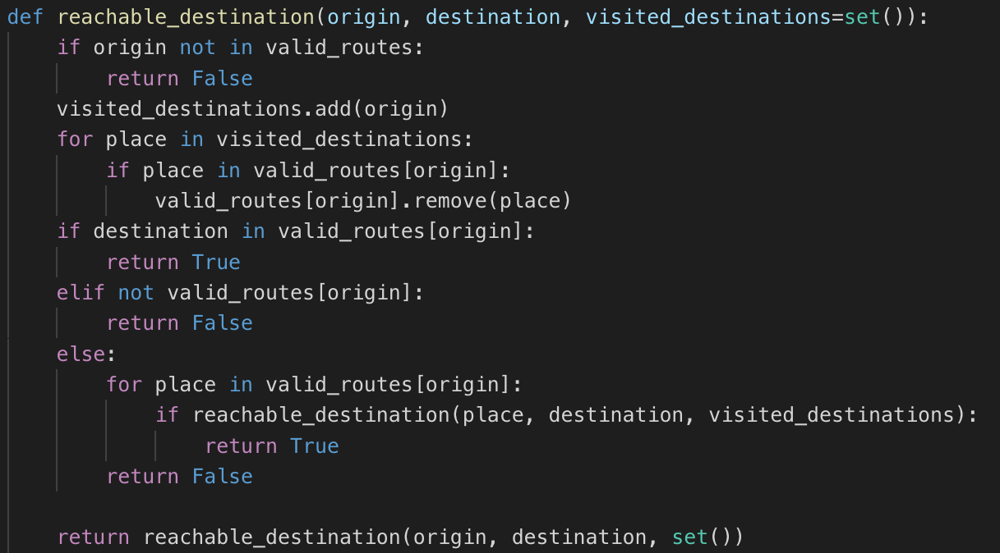 def reachable_destination(origin, destination, visited_destinations=set()):
    if origin not in valid_routes:
        return False
    visited_destinations.add(origin)
    for place in visited_destinations:
        if place in valid_routes[origin]:
            valid_routes[origin].remove(place)
    if destination in valid_routes[origin]:
        return True
    elif not valid_routes[origin]:
        return False
    else:
        for place in valid_routes[origin]:
            if reachable_destination(place, destination, visited_destinations):
                return True
        return False

    return reachable_destination(origin, destination, set())